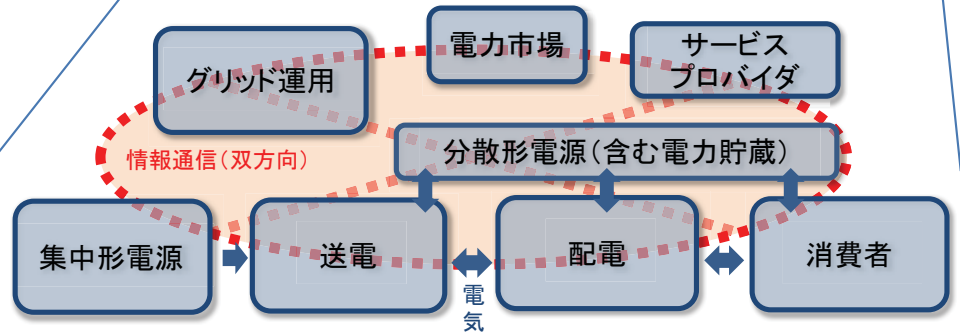 電力市場
サービス
プロバイダ
グリッド運用
分散形電源(含む電力貯蔵)
情報通信(双方向)
集中形電源
送電
配電
消費者
電
気